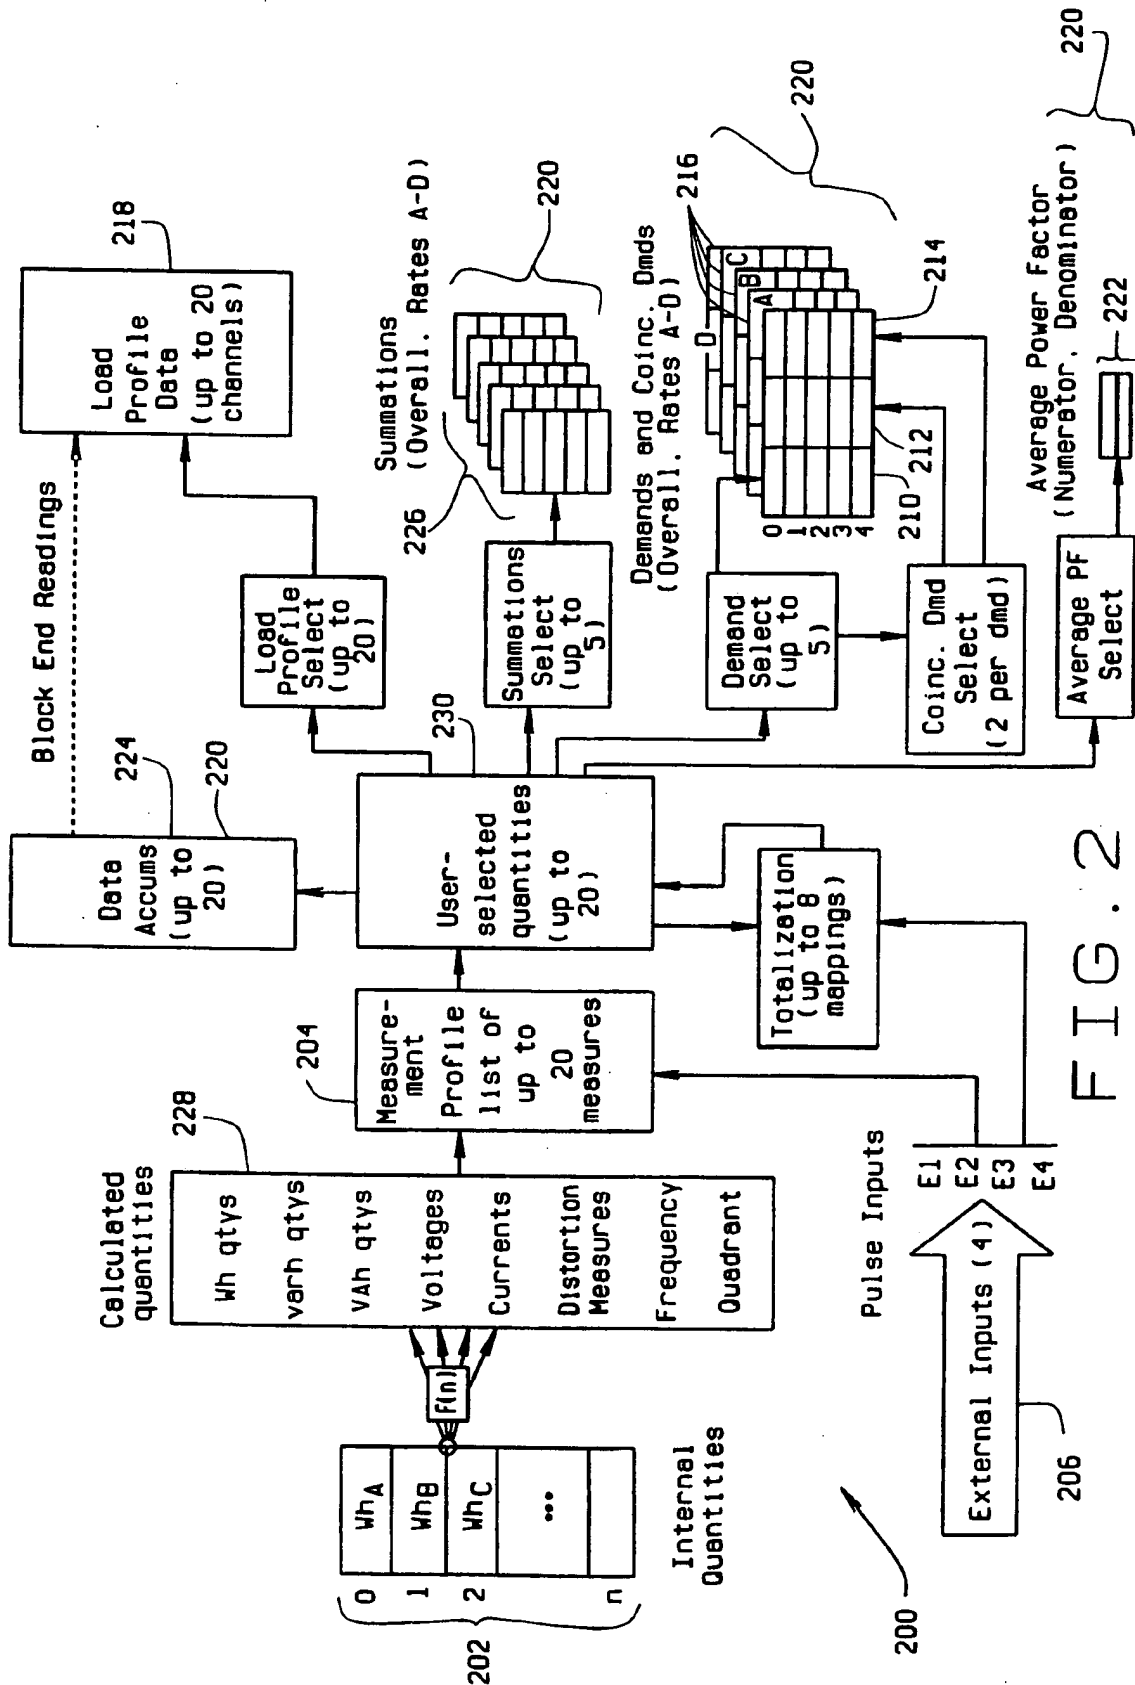 Internal
Quantities
202
0
WhA
1
WhB
2
WhC
...
n
f(n)
Calculated
quantities
228
Wh qtys
varh qtys
VAh qtys
Voltages
Currents
Distortion
Measures
Frequency
Quadrant
204
Measure-
ment
Profile
list of
up to
20
measures
Pulse Inputs
External Inputs (4)
206
E1
E2
E3
E4
200
224
220
Data
Accums
(up to
20)
Block End Readings
230
User-
selected
quantities
(up to
20)
Totalization
(up to 8
mappings)
Load
Profile
Select
(up to
20)
218
Load
Profile
Data
(up to 20
channels)
Summations
Select
(up to
5)
Summations
(Overall, Rates A-D)
226
220
Demand
Select
(up to
5)
Demands and Coinc. Dmds
(Overall, Rates A-D)
0
1
2
3
4
A
B
C
D
216
210
212
214
220
Coinc. Dmd
Select
(2 per dmd)
Average PF
Select
Average Power Factor
(Numerator, Denominator)
222
220
FIG. 2